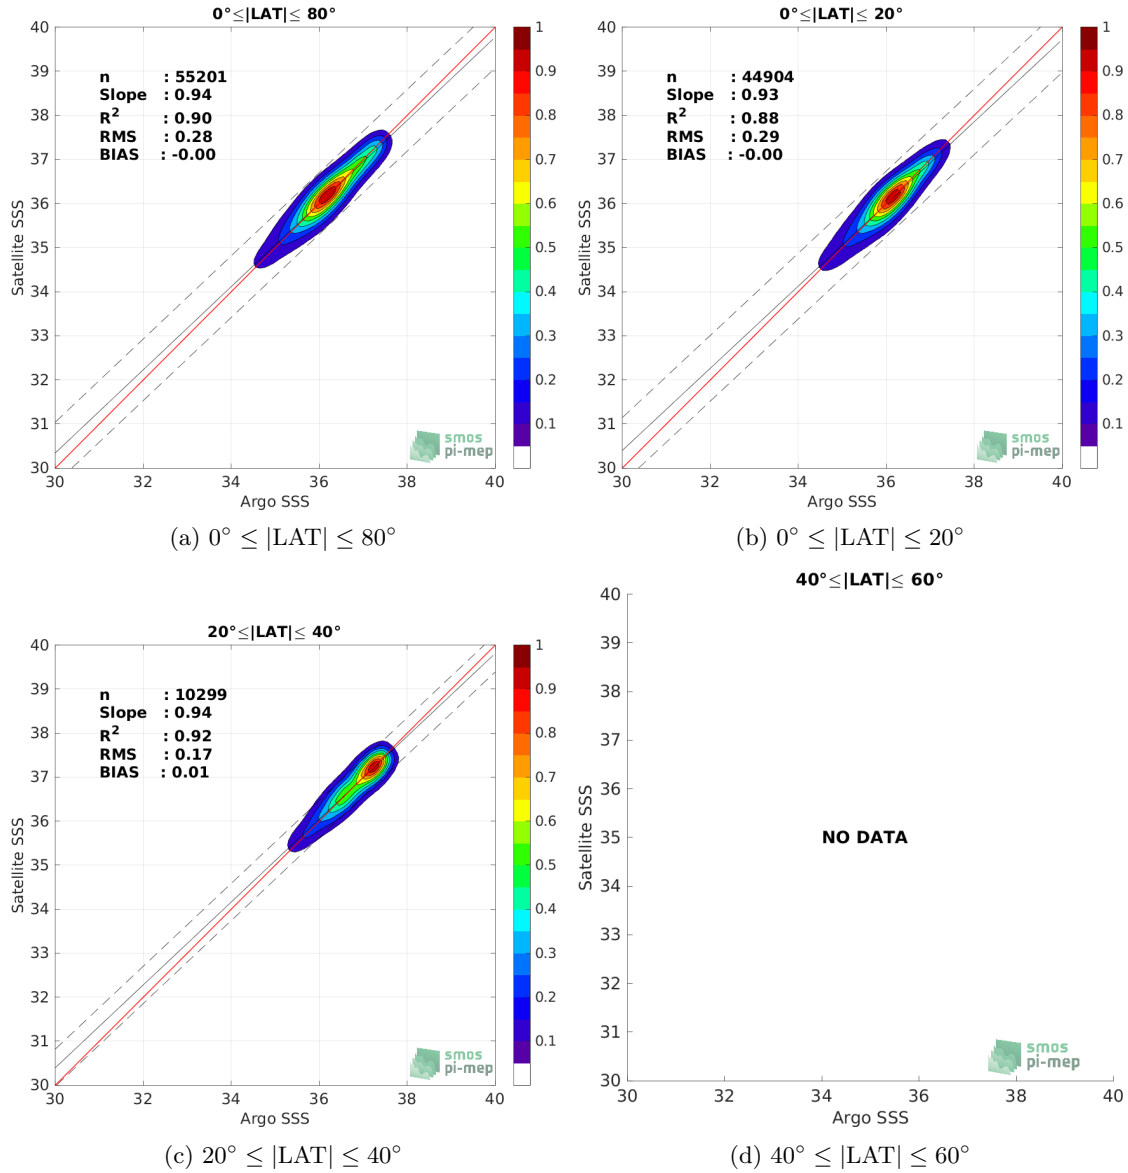 0°≤|LAT|≤ 80°
n : 55201
Slope : 0.94
R² : 0.90
RMS : 0.28
BIAS : -0.00
40
39
38
37
36
35
34
33
32
31
30
Satellite SSS
30 32 34 36 38 40
Argo SSS
1
0.9
0.8
0.7
0.6
0.5
0.4
0.3
0.2
0.1
smos
pi-mep
(a) 0° ≤ |LAT| ≤ 80°
0°≤|LAT|≤ 20°
n : 44904
Slope : 0.93
R² : 0.88
RMS : 0.29
BIAS : -0.00
40
39
38
37
36
35
34
33
32
31
30
Satellite SSS
30 32 34 36 38 40
Argo SSS
1
0.9
0.8
0.7
0.6
0.5
0.4
0.3
0.2
0.1
smos
pi-mep
(b) 0° ≤ |LAT| ≤ 20°
20°≤|LAT|≤ 40°
n : 10299
Slope : 0.94
R² : 0.92
RMS : 0.17
BIAS : 0.01
40
39
38
37
36
35
34
33
32
31
30
Satellite SSS
30 32 34 36 38 40
Argo SSS
1
0.9
0.8
0.7
0.6
0.5
0.4
0.3
0.2
0.1
smos
pi-mep
(c) 20° ≤ |LAT| ≤ 40°
40°≤|LAT|≤ 60°
40
39
38
37
36
35
34
33
32
31
30
Satellite SSS
NO DATA
30 32 34 36 38 40
Argo SSS
smos
pi-mep
(d) 40° ≤ |LAT| ≤ 60°